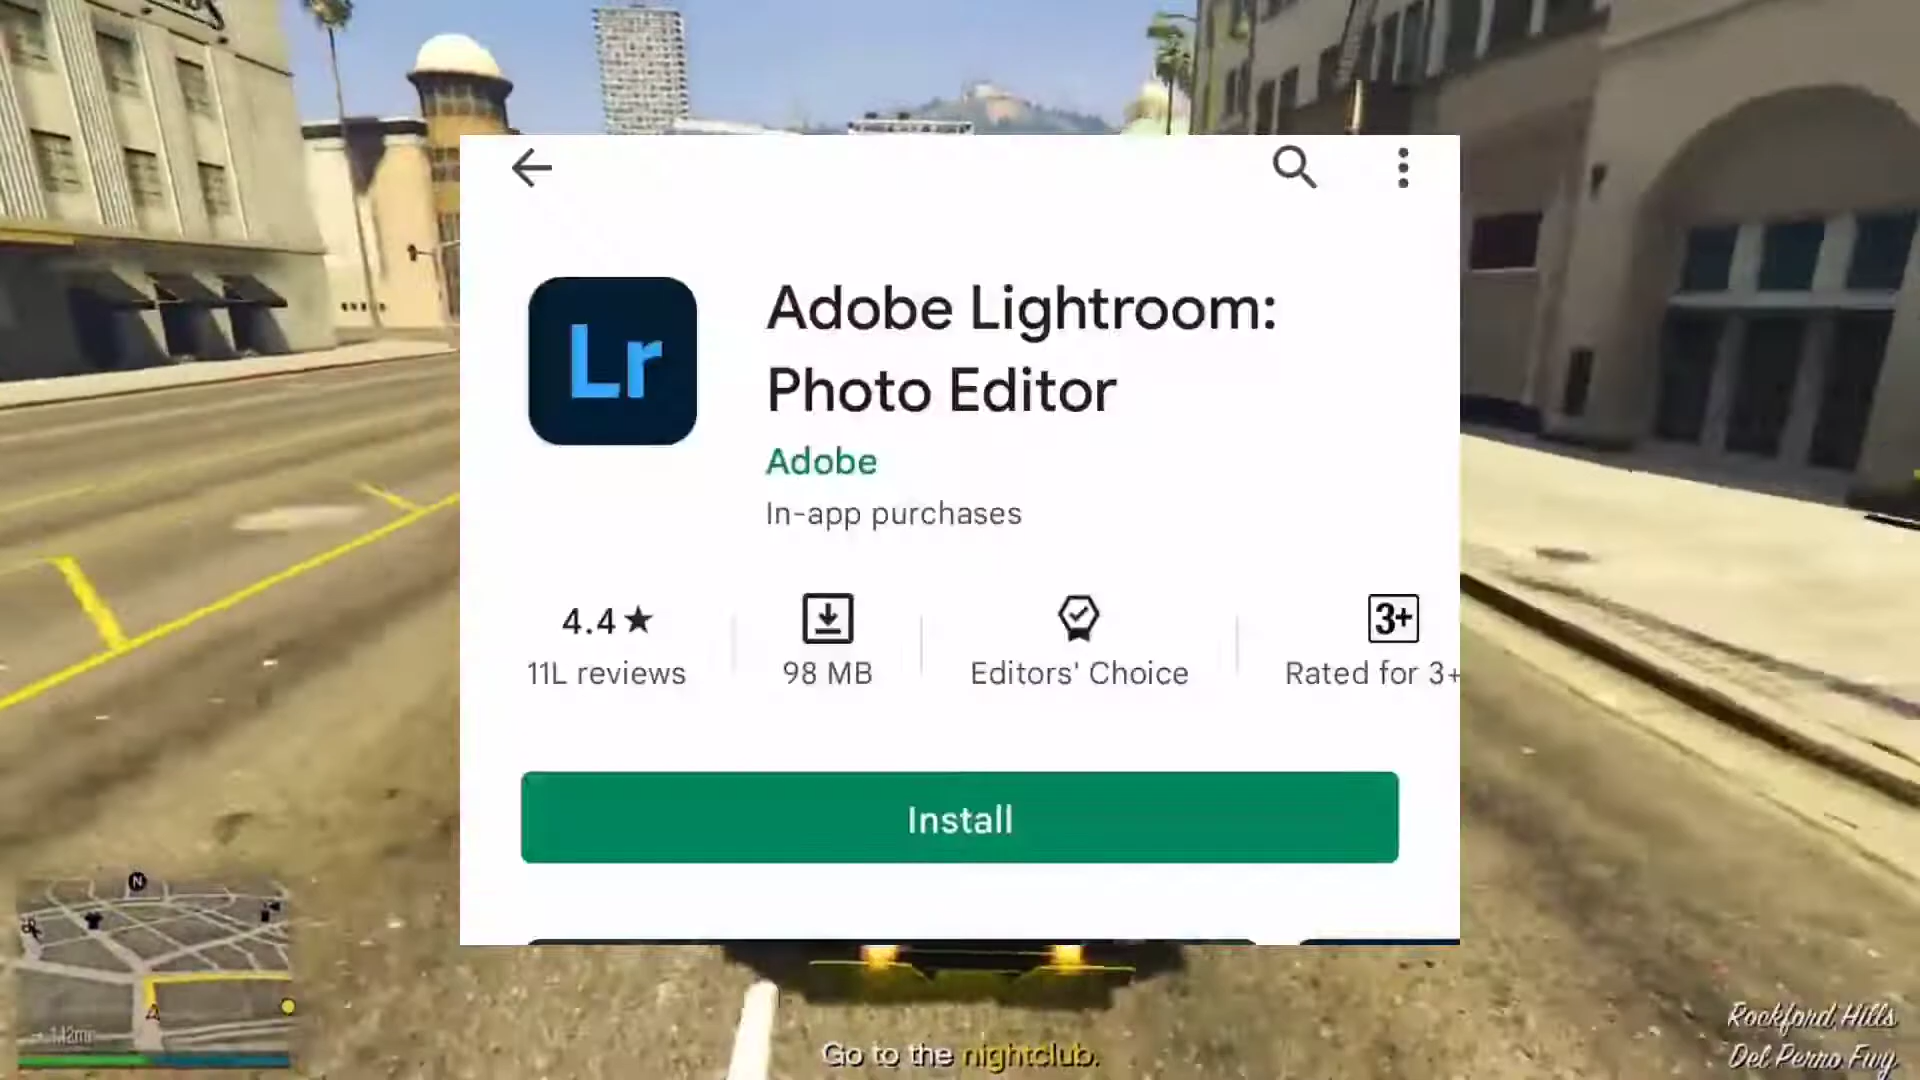 Lr
Adobe Lightroom:
Photo Editor
Adobe
In-app purchases
4.4★
11L reviews
98 MB
Editors' Choice
3+
Rated for 3+
Install
N
Go to the nightclub.
Rockford Hills
Del Perro Fwy